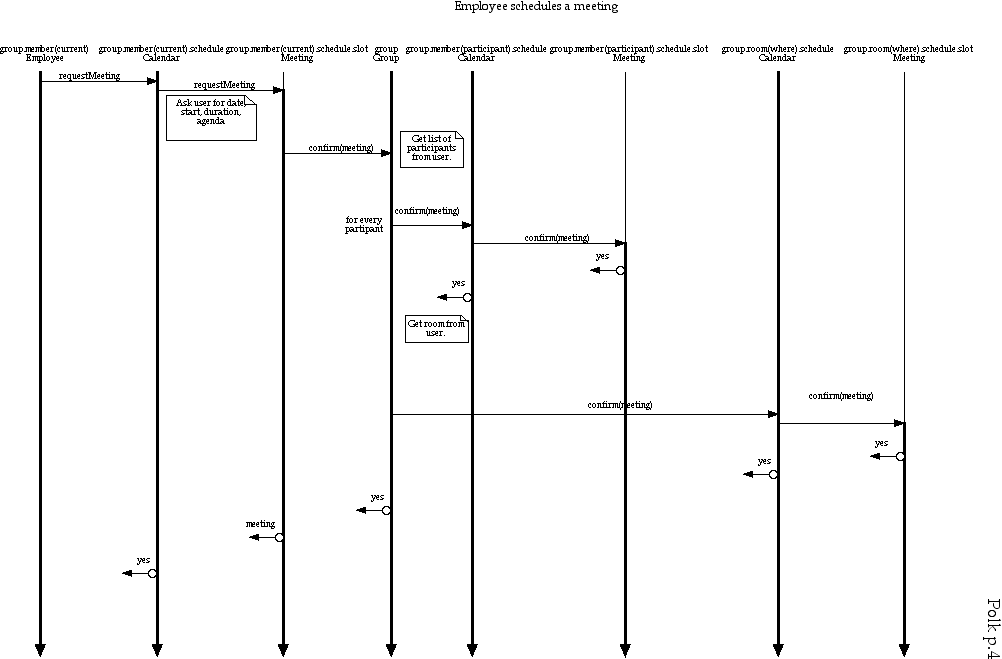 Employee schedules a meeting
group.member(current) group.member(current).schedule group.member(current).schedule.slot group group.member(participant).schedule group.member(participant).schedule.slot group.room(where).schedule group.room(where).schedule.slot
Employee Calendar Meeting Group Calendar Meeting Calendar Meeting
requestMeeting
requestMeeting
Ask user for date,
start, duration,
agenda
Get list of
participants
from user.
confirm(meeting)
for every
partipant
confirm(meeting)
confirm(meeting)
yes
yes
Get room from
user.
confirm(meeting)
confirm(meeting)
yes
yes
yes
meeting
yes
Polk p.4